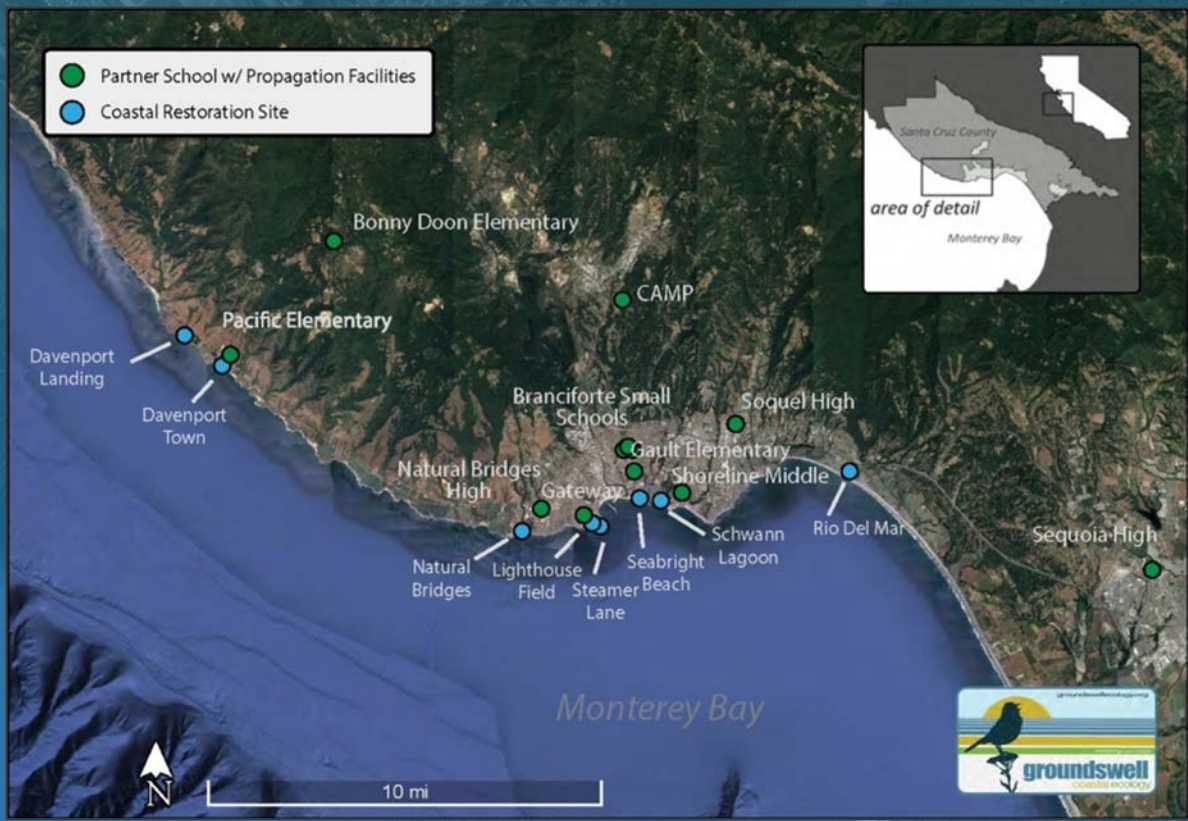 Partner School w/ Propagation Facilities
Coastal Restoration Site
Santa Cruz County
area of detail
Monterey Bay
Bonny Doon Elementary
CAMP
Pacific Elementary
Davenport
Landing
Davenport
Town
Branciforte Small
Schools
Soquel High
Gault Elementary
Natural Bridges
High
Gateway
Shoreline Middle
Natural
Bridges
Lighthouse
Field
Steamer
Lane
Seabright
Beach
Schwann
Lagoon
Rio Del Mar
Sequoia High
Monterey Bay
N
10 mi
groundswellecology.org
groundswell
coastal ecology